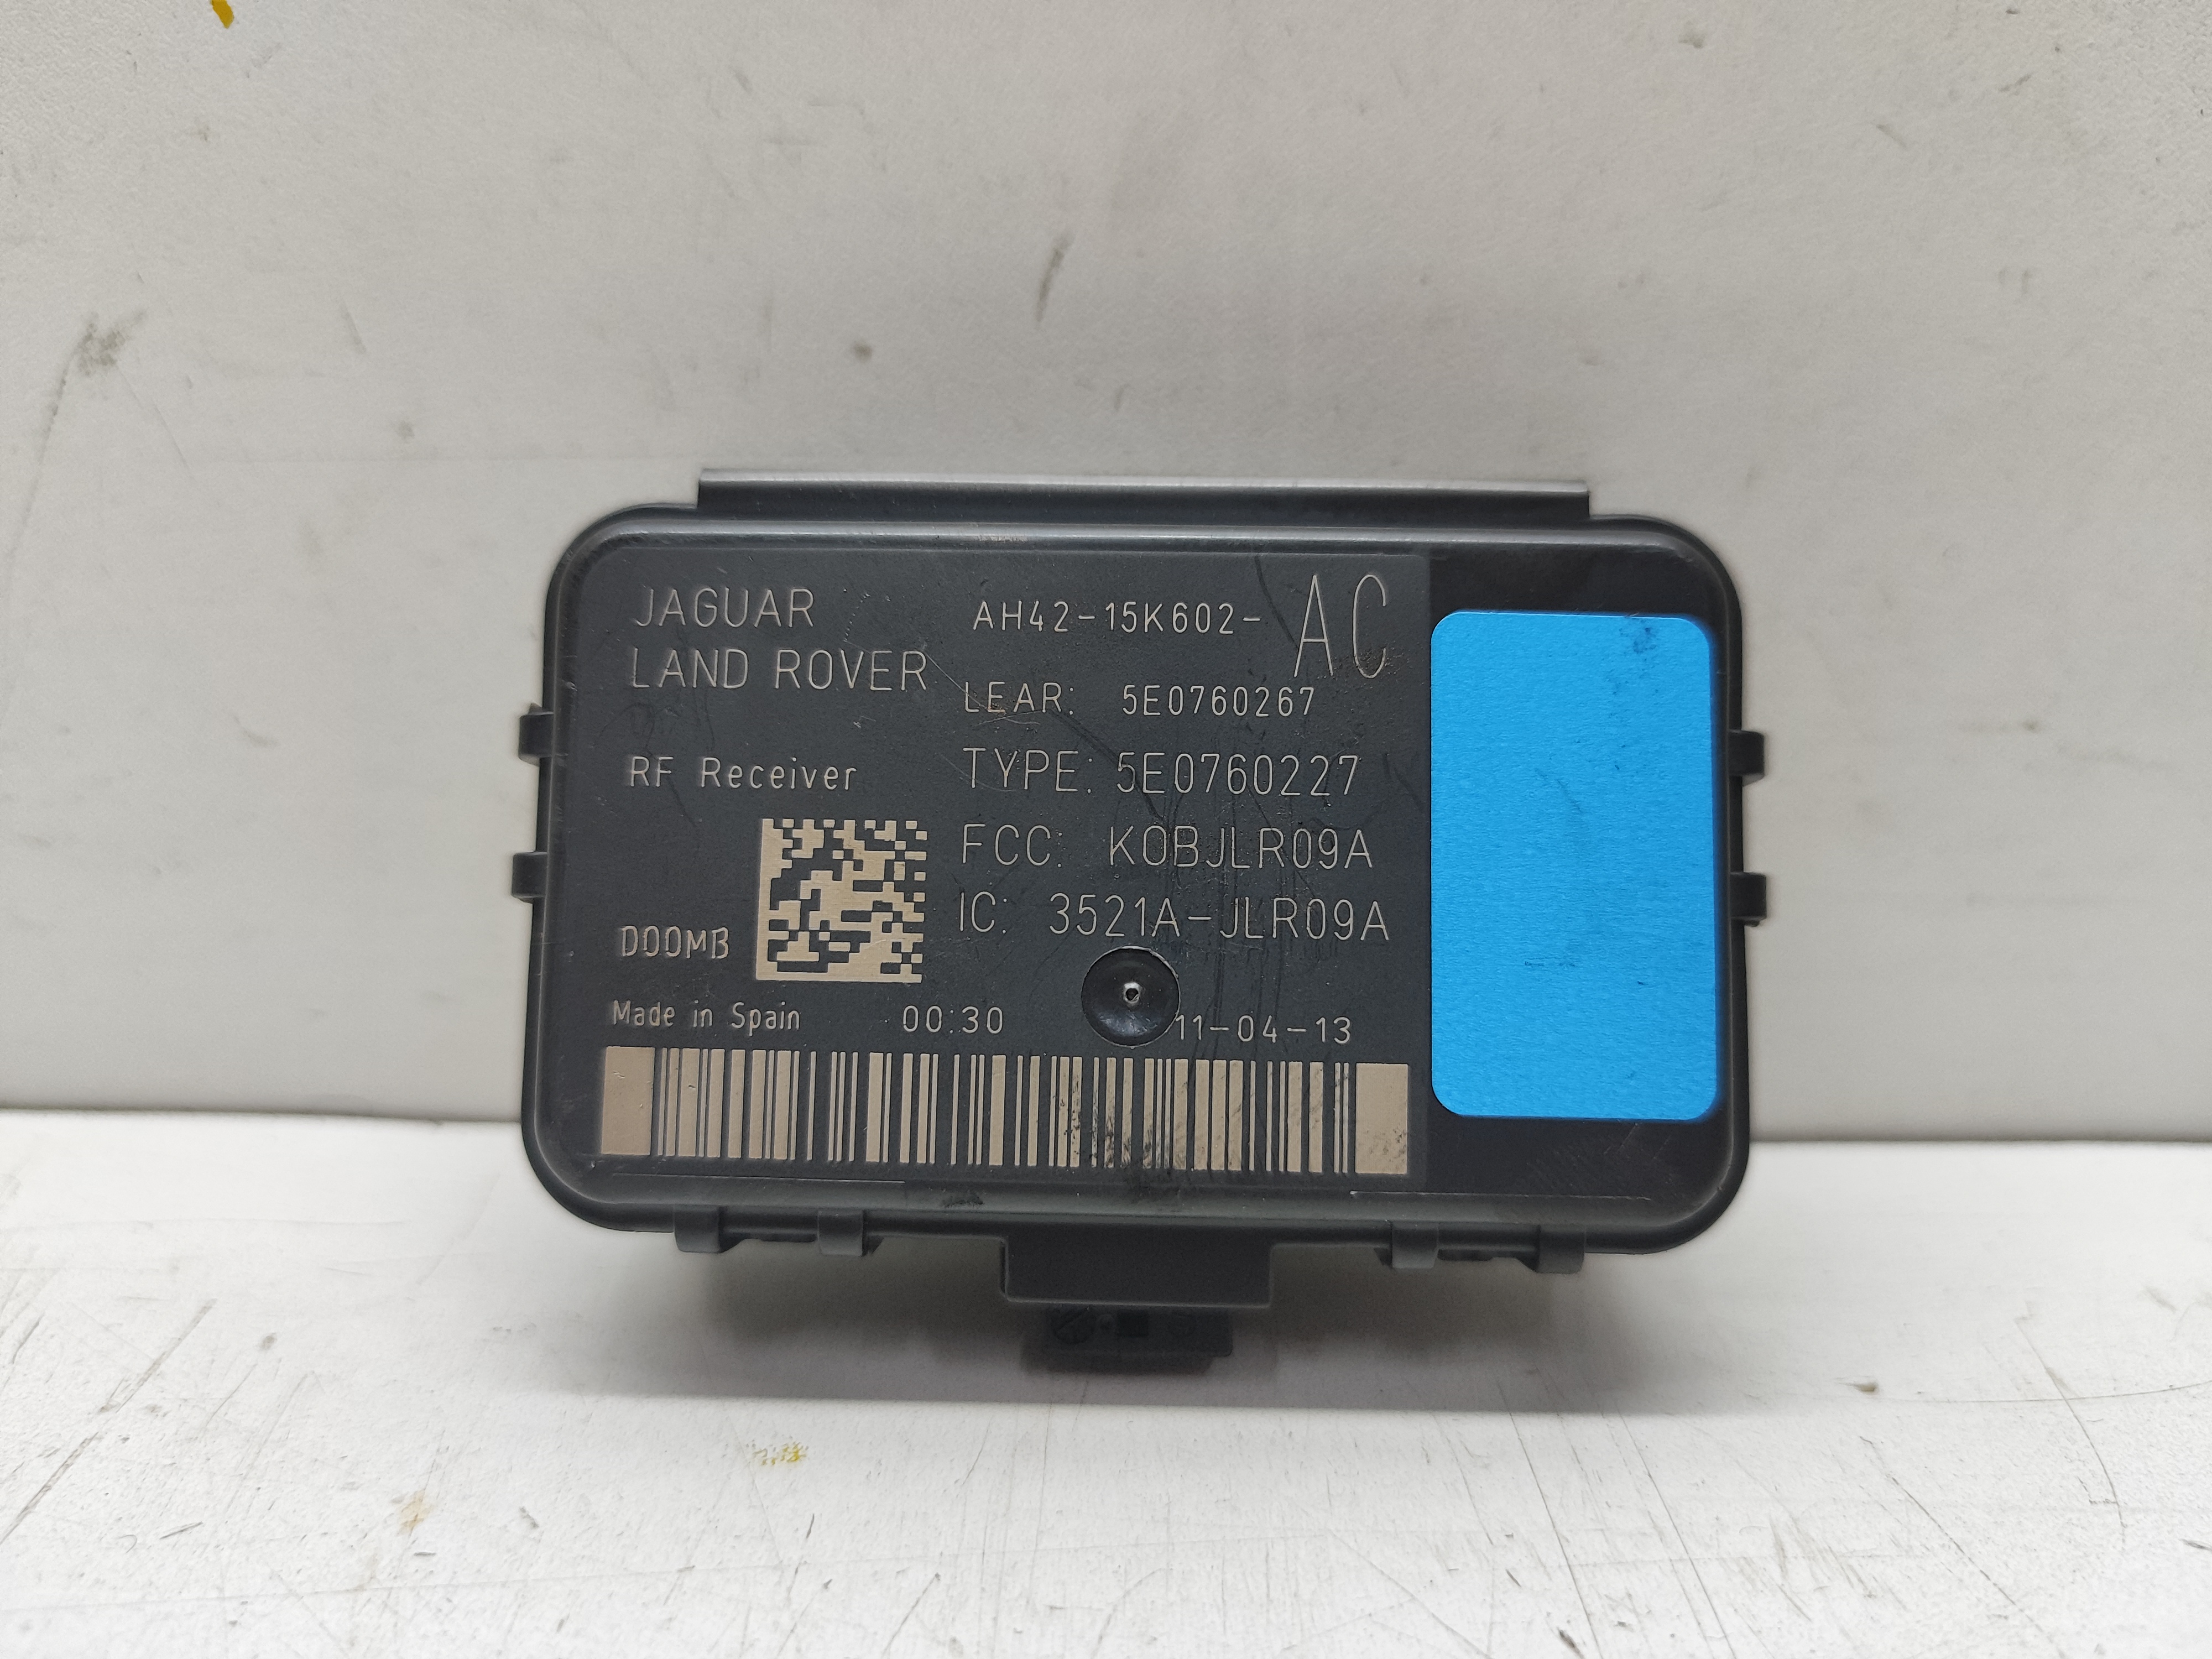 JAGUAR
LAND ROVER
AH42-15K602- AC
LEAR: 5E0760267
RF Receiver
TYPE: 5E0760227
FCC: KOBJLR09A
IC: 3521A-JLR09A
D00MB
Made in Spain 00:30 11-04-13